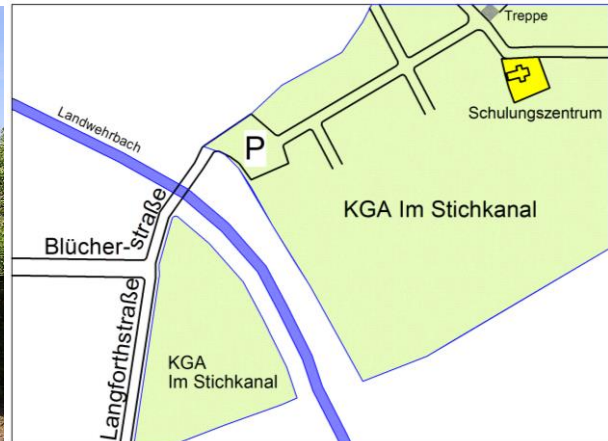 Treppe
Landwehrbach
Schulungszentrum
P
KGA Im Stichkanal
Blücher-straße
Langforthstraße
KGA
Im Stichkanal